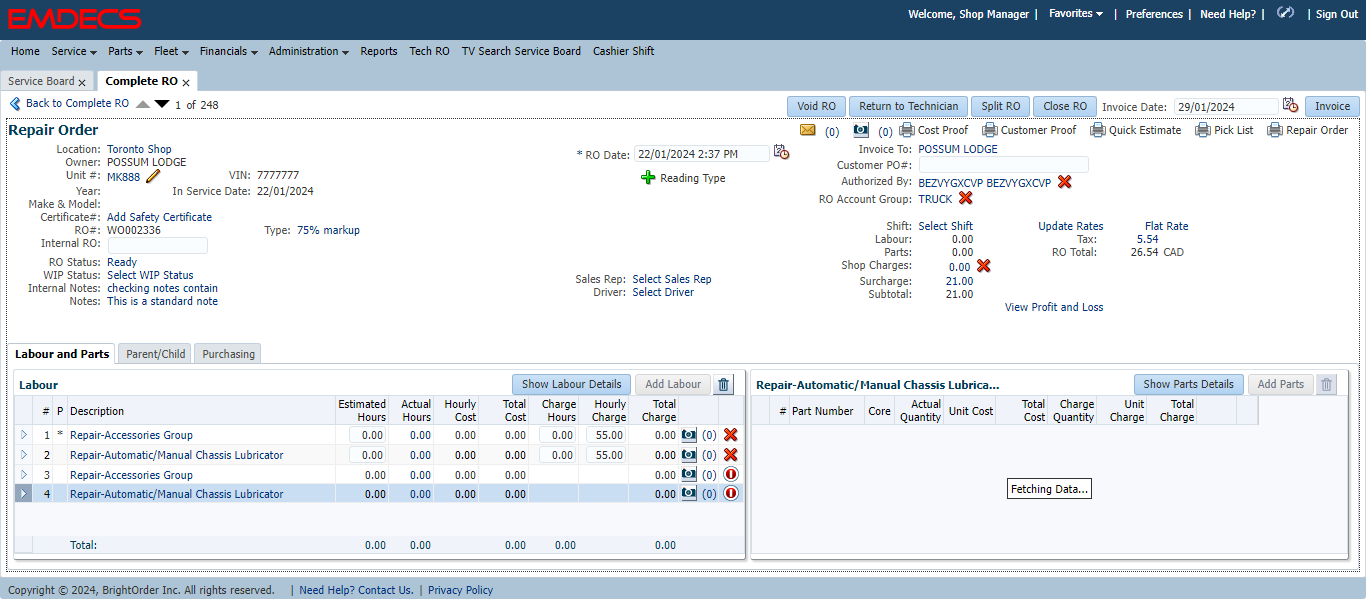 EMDECS
Welcome, Shop Manager | Favorites | Preferences | Need Help? | | Sign Out
Home Service Parts Fleet Financials Administration Reports Tech RO TV Search Service Board Cashier Shift
Service Board x Complete RO x
Back to Complete RO 1 of 248 Void RO Return to Technician Split RO Close RO Invoice Date: 29/01/2024 Invoice
Repair Order (0) (0) Cost Proof Customer Proof Quick Estimate Pick List Repair Order
Location: Toronto Shop
Owner: POSSUM LODGE
Unit #: MK888 VIN: 7777777
Year: In Service Date: 22/01/2024
Make & Model:
Certificate#: Add Safety Certificate
RO#: WO002336 Type: 75% markup
Internal RO:
RO Status: Ready
WIP Status: Select WIP Status
Internal Notes: checking notes contain
Notes: This is a standard note
* RO Date: 22/01/2024 2:37 PM
Reading Type
Sales Rep: Select Sales Rep
Driver: Select Driver
Invoice To: POSSUM LODGE
Customer PO#:
Authorized By: BEZVYGXCVP BEZVYGXCVP
RO Account Group: TRUCK
Shift: Select Shift Update Rates Flat Rate
Labour: 0.00 Tax: 5.54
Parts: 0.00 RO Total: 26.54 CAD
Shop Charges: 0.00
Surcharge: 21.00
Subtotal: 21.00
View Profit and Loss
Labour and Parts Parent/Child Purchasing
Labour Show Labour Details Add Labour
# P Description Estimated Hours Actual Hours Hourly Cost Total Cost Charge Hours Hourly Charge Total Charge
1 * Repair-Accessories Group 0.00 0.00 0.00 0.00 0.00 55.00 0.00 (0)
2 Repair-Automatic/Manual Chassis Lubricator 0.00 0.00 0.00 0.00 0.00 55.00 0.00 (0)
3 Repair-Accessories Group 0.00 0.00 0.00 0.00 0.00 (0)
4 Repair-Automatic/Manual Chassis Lubricator 0.00 0.00 0.00 0.00 0.00 (0)
Total: 0.00 0.00 0.00 0.00 0.00
Repair-Automatic/Manual Chassis Lubrica... Show Parts Details Add Parts
# Part Number Core Actual Quantity Unit Cost Total Cost Charge Quantity Unit Charge Total Charge
Fetching Data...
Copyright © 2024, BrightOrder Inc. All rights reserved. | Need Help? Contact Us. | Privacy Policy